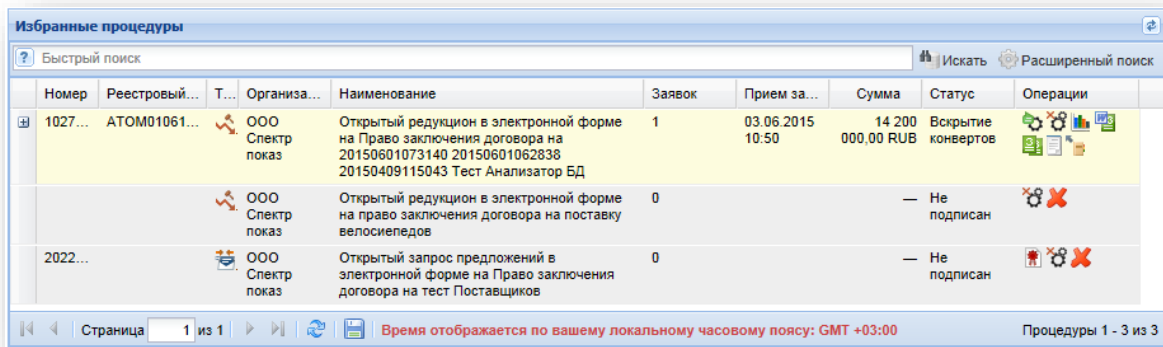 Избранные процедуры
? Быстрый поиск Искать Расширенный поиск
Номер Реестровый... Т... Организа... Наименование Заявок Прием за... Сумма Статус Операции
1027... АТОМ01061... ООО Открытый редукцион в электронной форме 1 03.06.2015 14 200 Вскрытие
Спектр на Право заключения договора на 10:50 000,00 RUB конвертов
показ 20150601073140 20150601062838
20150409115043 Тест Анализатор БД
ООО Открытый редукцион в электронной форме 0 — Не
Спектр на право заключения договора на поставку подписан
показ велосиепедов
2022... ООО Открытый запрос предложений в 0 — Не
Спектр электронной форме на Право заключения подписан
показ договора на тест Поставщиков
Страница 1 из 1 Время отображается по вашему локальному часовому поясу: GMT +03:00 Процедуры 1 - 3 из 3